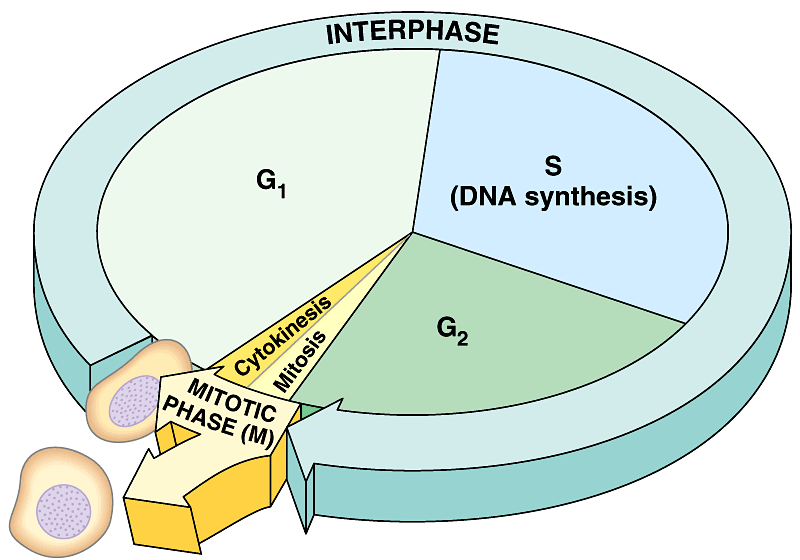 INTERPHASE
G₁
S
(DNA synthesis)
G₂
Cytokinesis
Mitosis
MITOTIC
PHASE (M)